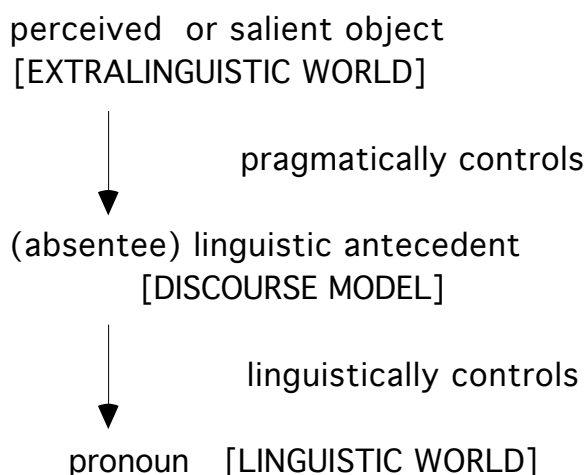 perceived or salient object
[EXTRALINGUISTIC WORLD]
pragmatically controls
(absentee) linguistic antecedent
[DISCOURSE MODEL]
linguistically controls
pronoun [LINGUISTIC WORLD]